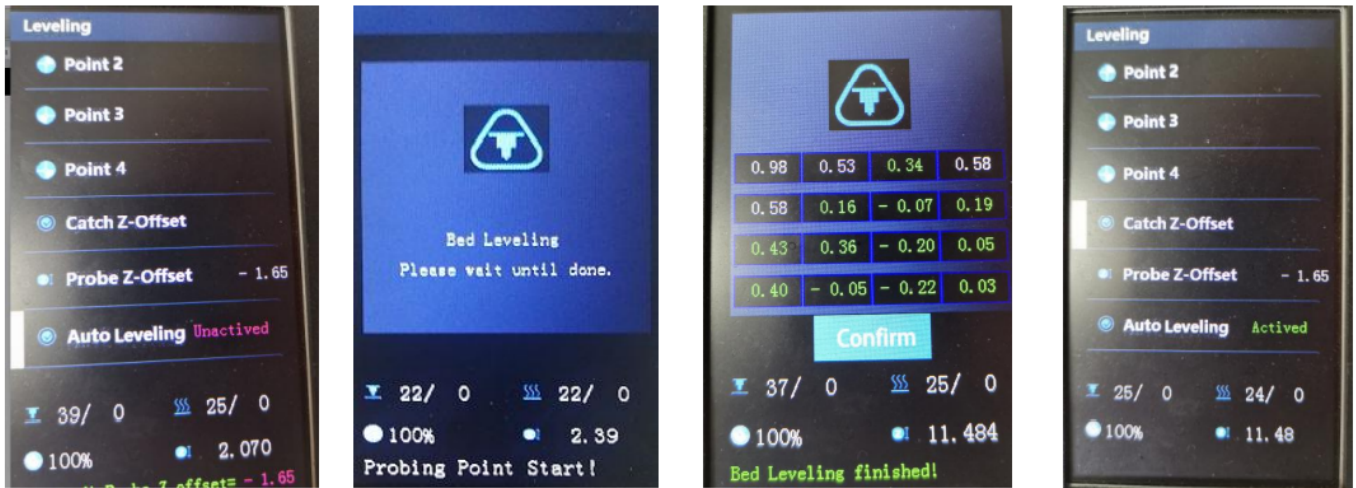 Leveling
Point 2
Point 3
Point 4
Catch Z-Offset
Probe Z-Offset - 1.65
Auto Leveling Unactived
39/ 0 25/ 0
100% 2.070
Probe Z offset= - 1.65
Bed Leveling
Please wait until done.
22/ 0 22/ 0
100% 2.39
Probing Point Start!
0.98 0.53 0.34 0.58
0.58 0.16 - 0.07 0.19
0.43 0.36 - 0.20 0.05
0.40 - 0.05 - 0.22 0.03
Confirm
37/ 0 25/ 0
100% 11.484
Bed Leveling finished!
Leveling
Point 2
Point 3
Point 4
Catch Z-Offset
Probe Z-Offset - 1.65
Auto Leveling Actived
25/ 0 24/ 0
100% 11.48